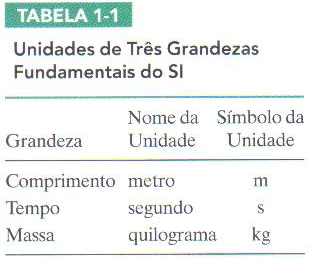 TABELA 1-1
Unidades de Três Grandezas
Fundamentais do SI
Nome da Símbolo da
Grandeza Unidade Unidade
Comprimento metro m
Tempo segundo s
Massa quilograma kg